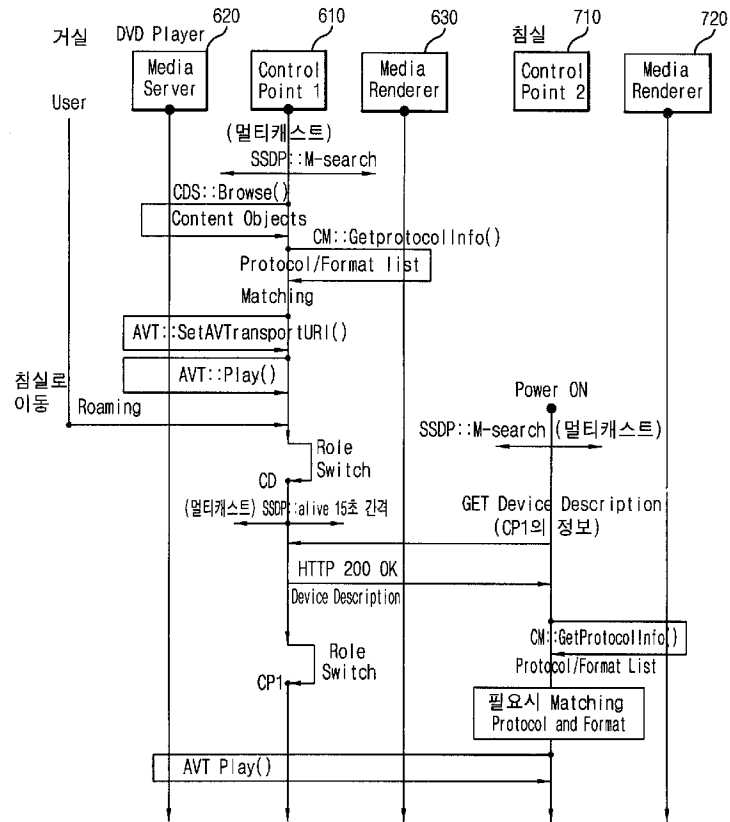 620
610
630
710
720
거실
DVD Player
침실
Media
Server
Control
Point 1
Media
Renderer
Control
Point 2
Media
Renderer
User
(멀티캐스트)
SSDP::M-search
CDS::Browse()
Content Objects
CM::GetprotocolInfo()
Protocol/Format list
Matching
AVT::SetAVTransportURI()
AVT::Play()
침실로
이동
Roaming
Power ON
SSDP::M-search (멀티캐스트)
Role
Switch
CD
(멀티캐스트) SSDP::alive 15초 간격
GET Device Description
(CP1의 정보)
HTTP 200 OK
Device Description
CM::GetProtocolInfo()
Protocol/Format List
Role
Switch
CP1
필요시 Matching
Protocol and Format
AVT Play()